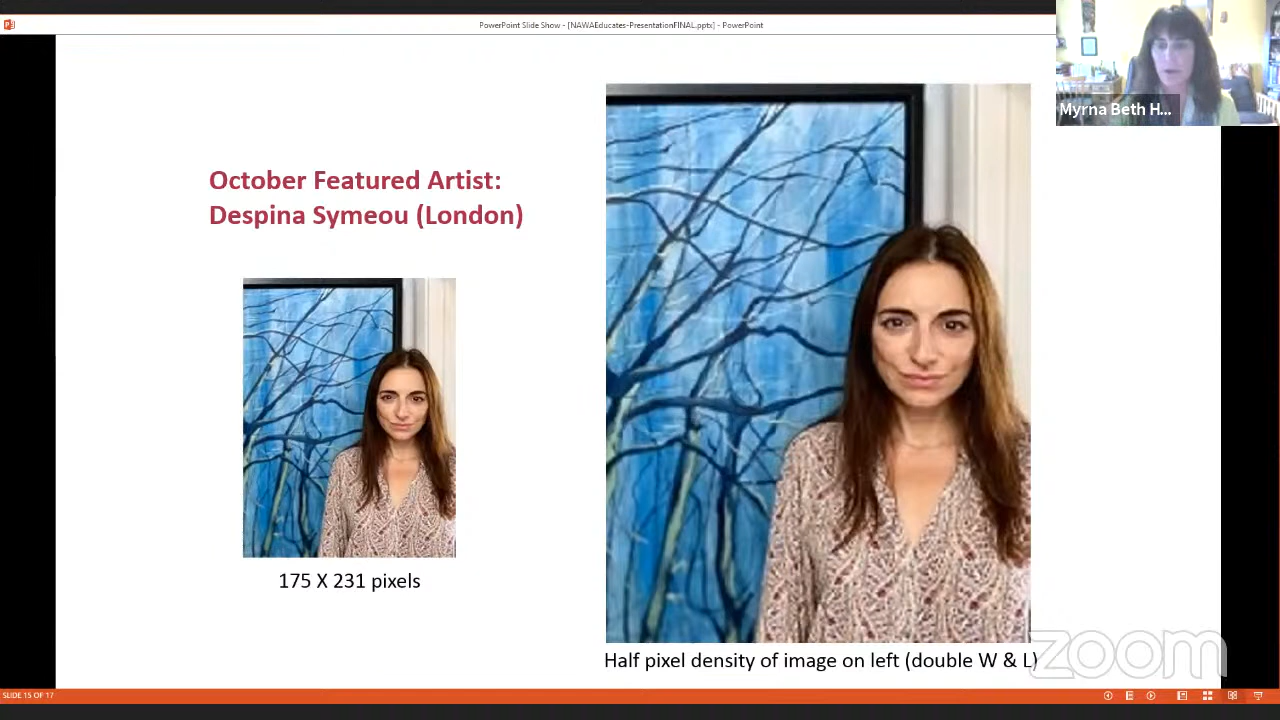 PowerPoint Slide Show - [NAWAEducates-PresentationFINAL.pptx] - PowerPoint
Myrna Beth H...
October Featured Artist:
Despina Symeou (London)
175 X 231 pixels
Half pixel density of image on left (double W & L)
zoom
SLIDE 15 OF 17